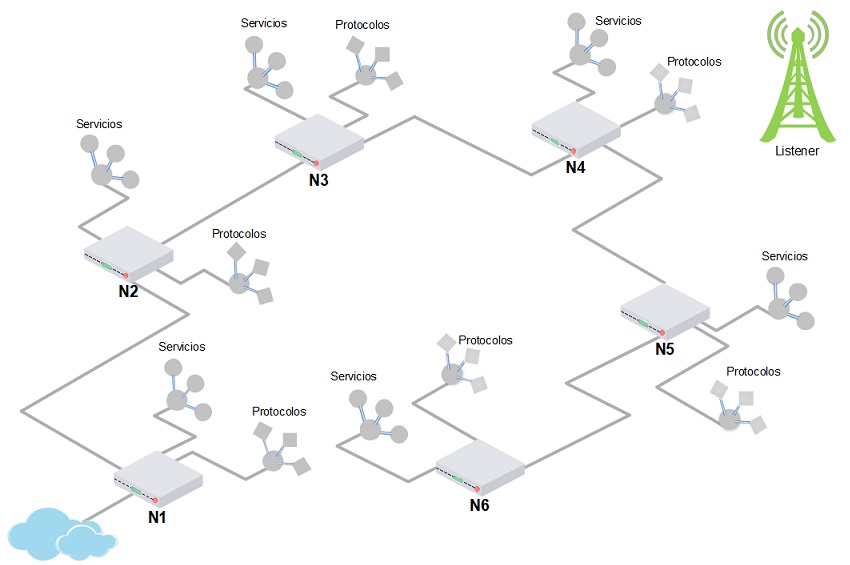 Servicios
Protocolos
Servicios
Protocolos
Listener
N3
N4
Servicios
Protocolos
N2
Servicios
N5
Protocolos
Servicios
Protocolos
Servicios
Protocolos
N1
N6